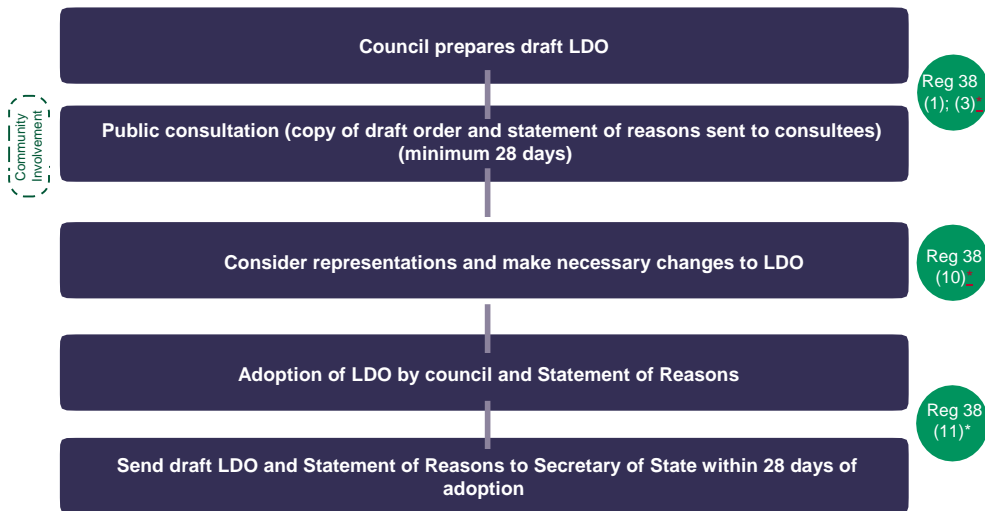 Council prepares draft LDO
Reg 38
(1); (3)*
Community
Involvement
Public consultation (copy of draft order and statement of reasons sent to consultees)
(minimum 28 days)
Consider representations and make necessary changes to LDO
Reg 38
(10)*
Adoption of LDO by council and Statement of Reasons
Reg 38
(11)*
Send draft LDO and Statement of Reasons to Secretary of State within 28 days of
adoption